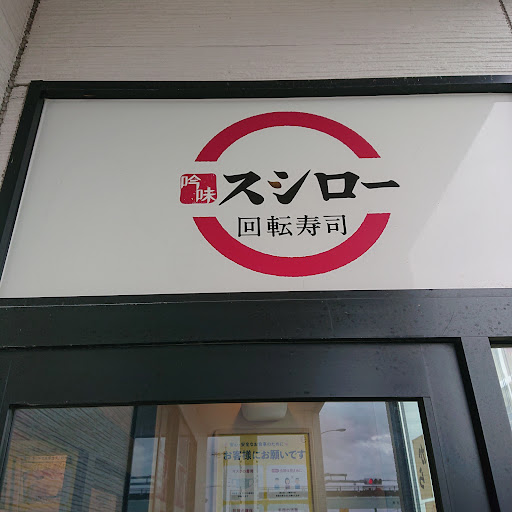 吟味
スシロー
回転寿司
お客様にお願いです